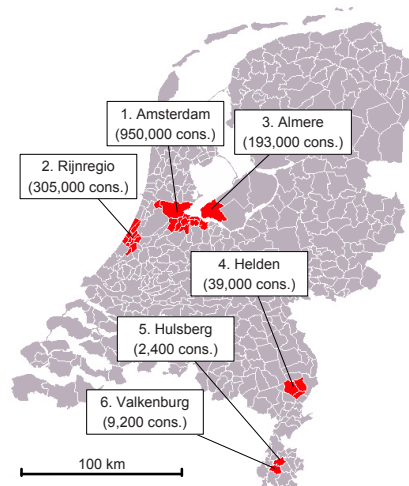 1. Amsterdam
(950,000 cons.)
3. Almere
(193,000 cons.)
2. Rijnregio
(305,000 cons.)
4. Helden
(39,000 cons.)
5. Hulsberg
(2,400 cons.)
6. Valkenburg
(9,200 cons.)
100 km